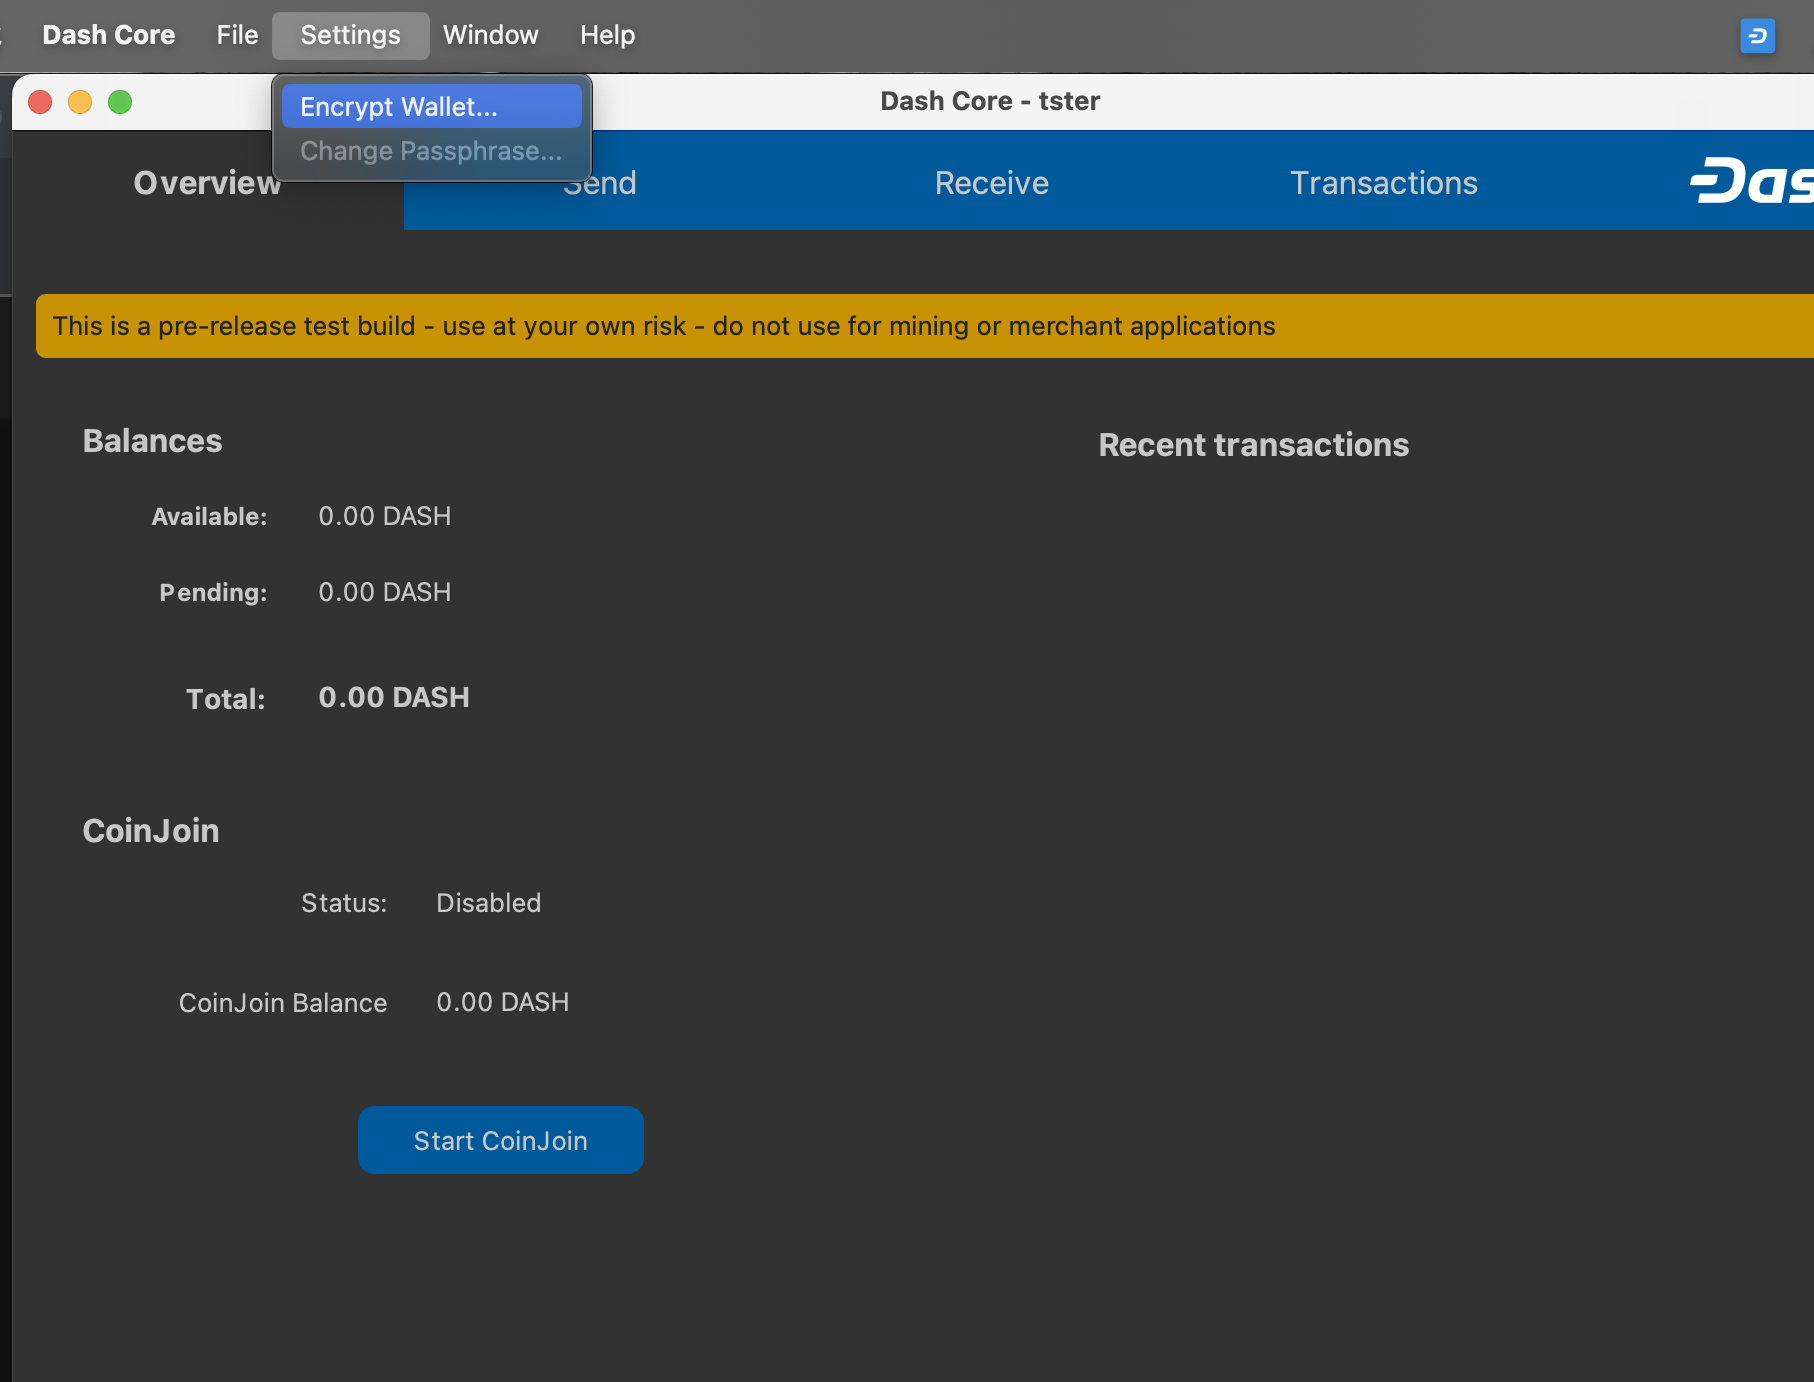 Dash Core File Settings Window Help
Dash Core - tster
Encrypt Wallet...
Change Passphrase...
Overview Send Receive Transactions
This is a pre-release test build - use at your own risk - do not use for mining or merchant applications
Balances
Available: 0.00 DASH
Pending: 0.00 DASH
Total: 0.00 DASH
Recent transactions
CoinJoin
Status: Disabled
CoinJoin Balance 0.00 DASH
Start CoinJoin